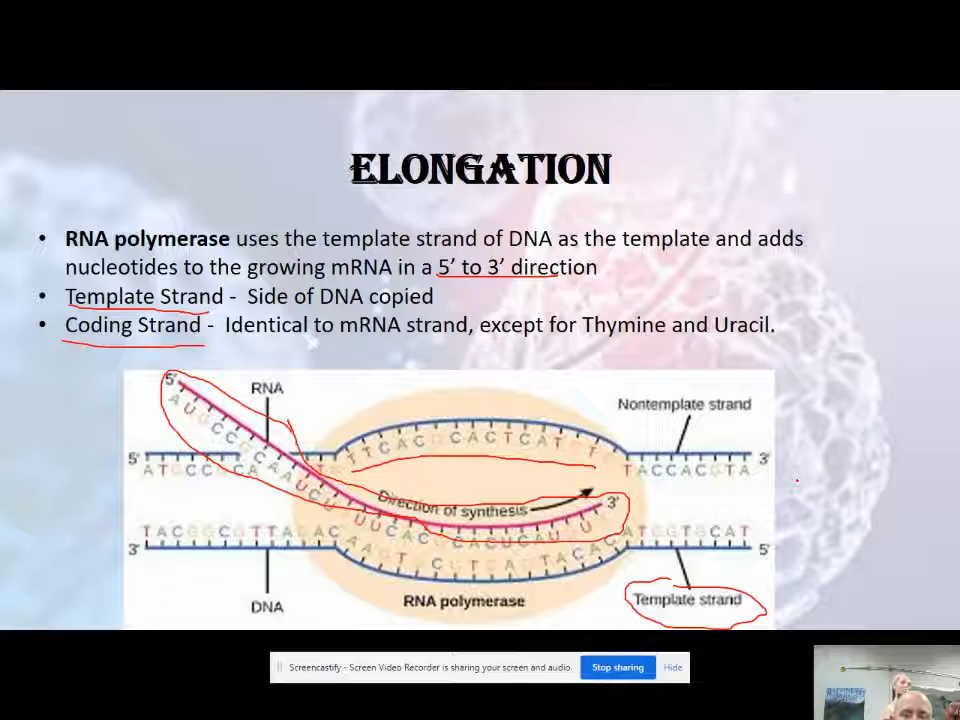 ELONGATION
• RNA polymerase uses the template strand of DNA as the template and adds
nucleotides to the growing mRNA in a 5’ to 3’ direction
• Template Strand - Side of DNA copied
• Coding Strand - Identical to mRNA strand, except for Thymine and Uracil.
5'
RNA
Nontemplate strand
5'
3'
Direction of synthesis
3'
3'
5'
DNA
RNA polymerase
Template strand
Screencastify - Screen Video Recorder is sharing your screen and audio.
Stop sharing
Hide